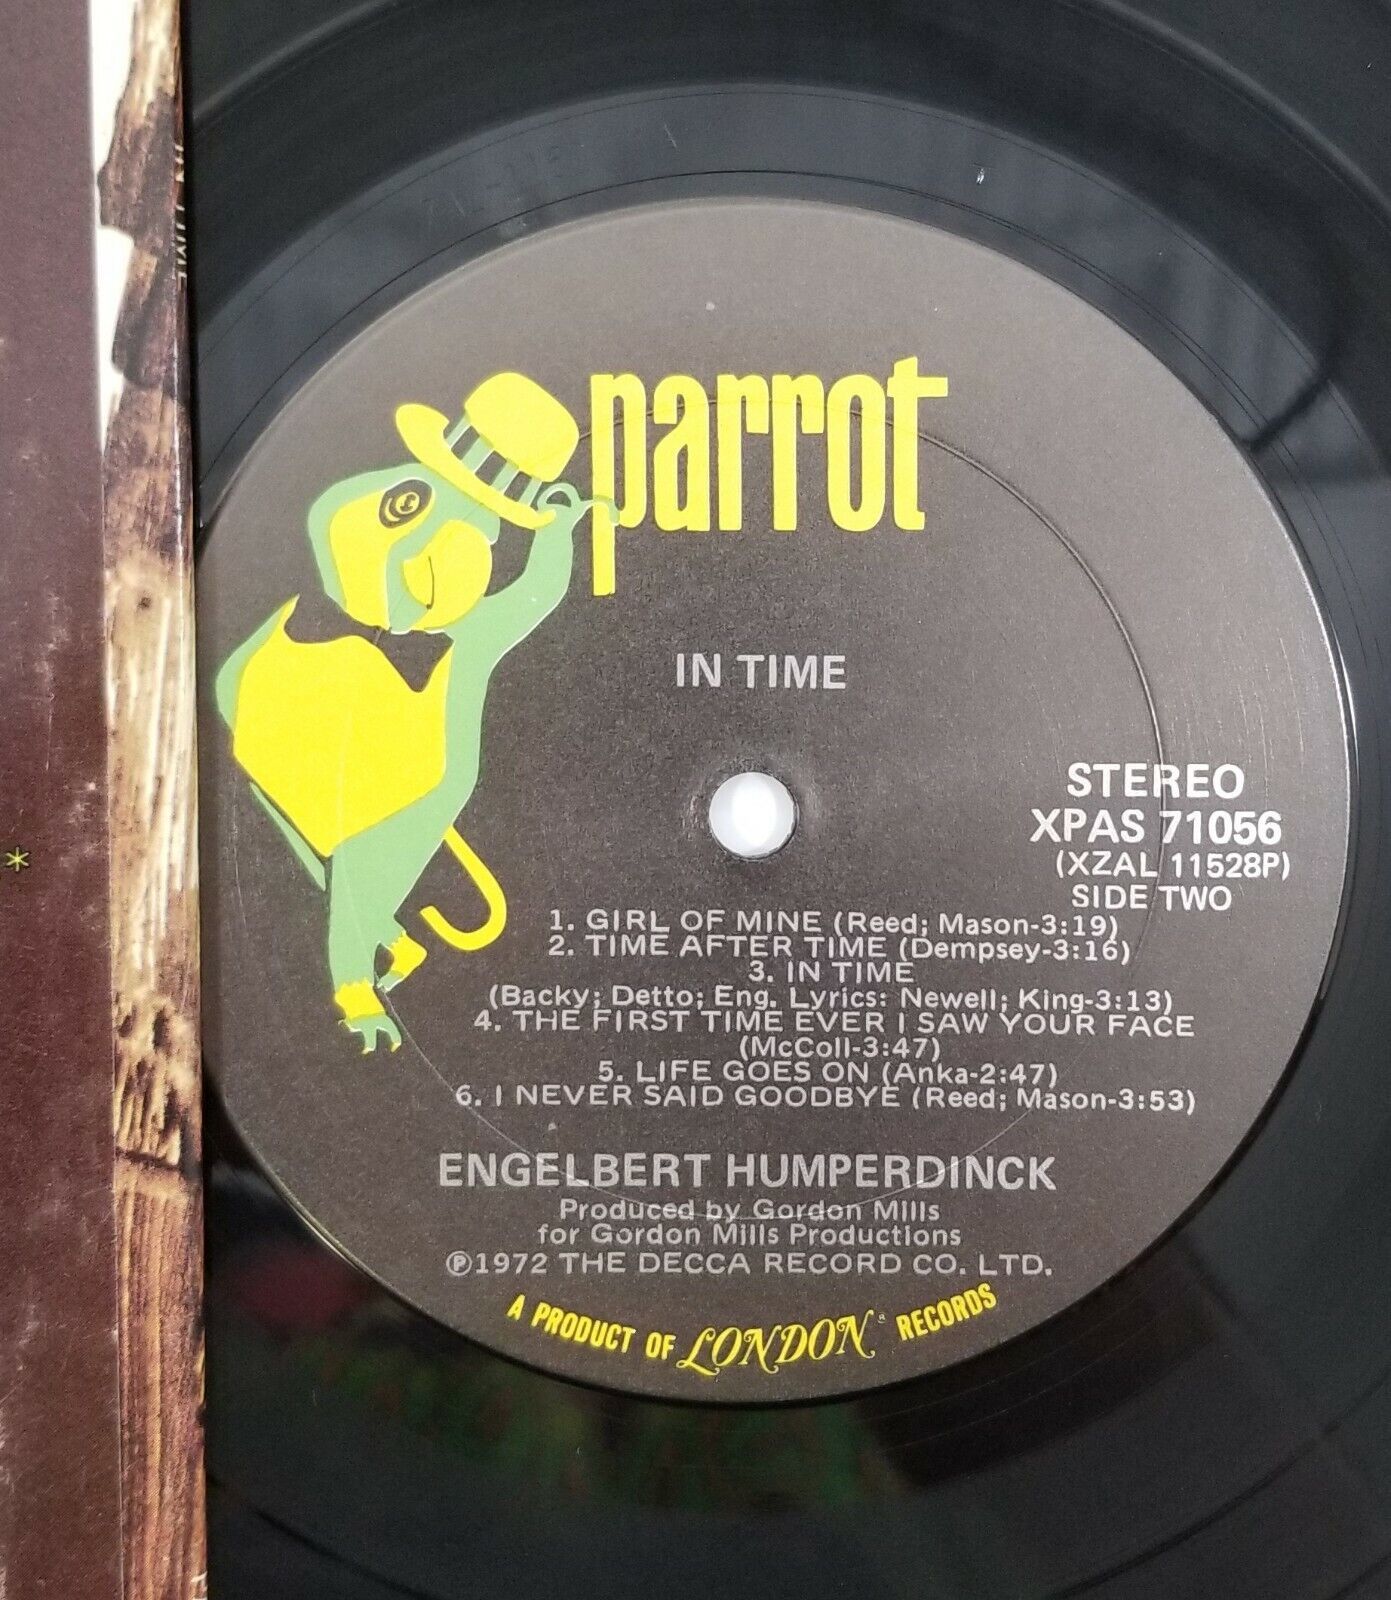 parrot
IN TIME
STEREO
XPAS 71056
(XZAL 11528P)
SIDE TWO
1. GIRL OF MINE (Reed; Mason-3:19)
2. TIME AFTER TIME (Dempsey-3:16)
3. IN TIME
(Backy; Detto; Eng. Lyrics: Newell; King-3:13)
4. THE FIRST TIME EVER I SAW YOUR FACE
(McColl-3:47)
5. LIFE GOES ON (Anka-2:47)
6. I NEVER SAID GOODBYE (Reed; Mason-3:53)
ENGELBERT HUMPERDINCK
Produced by Gordon Mills
for Gordon Mills Productions
℗1972 THE DECCA RECORD CO. LTD.
A PRODUCT OF LONDON® RECORDS
*